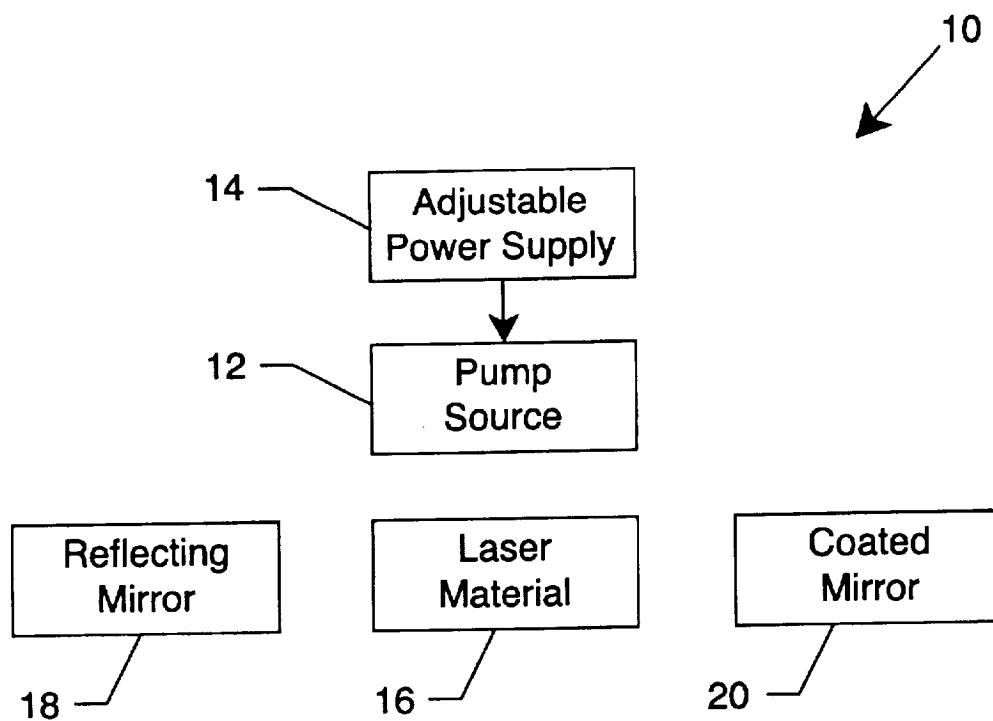 10
14
Adjustable
Power Supply
12
Pump
Source
Reflecting
Mirror
Laser
Material
Coated
Mirror
18
16
20